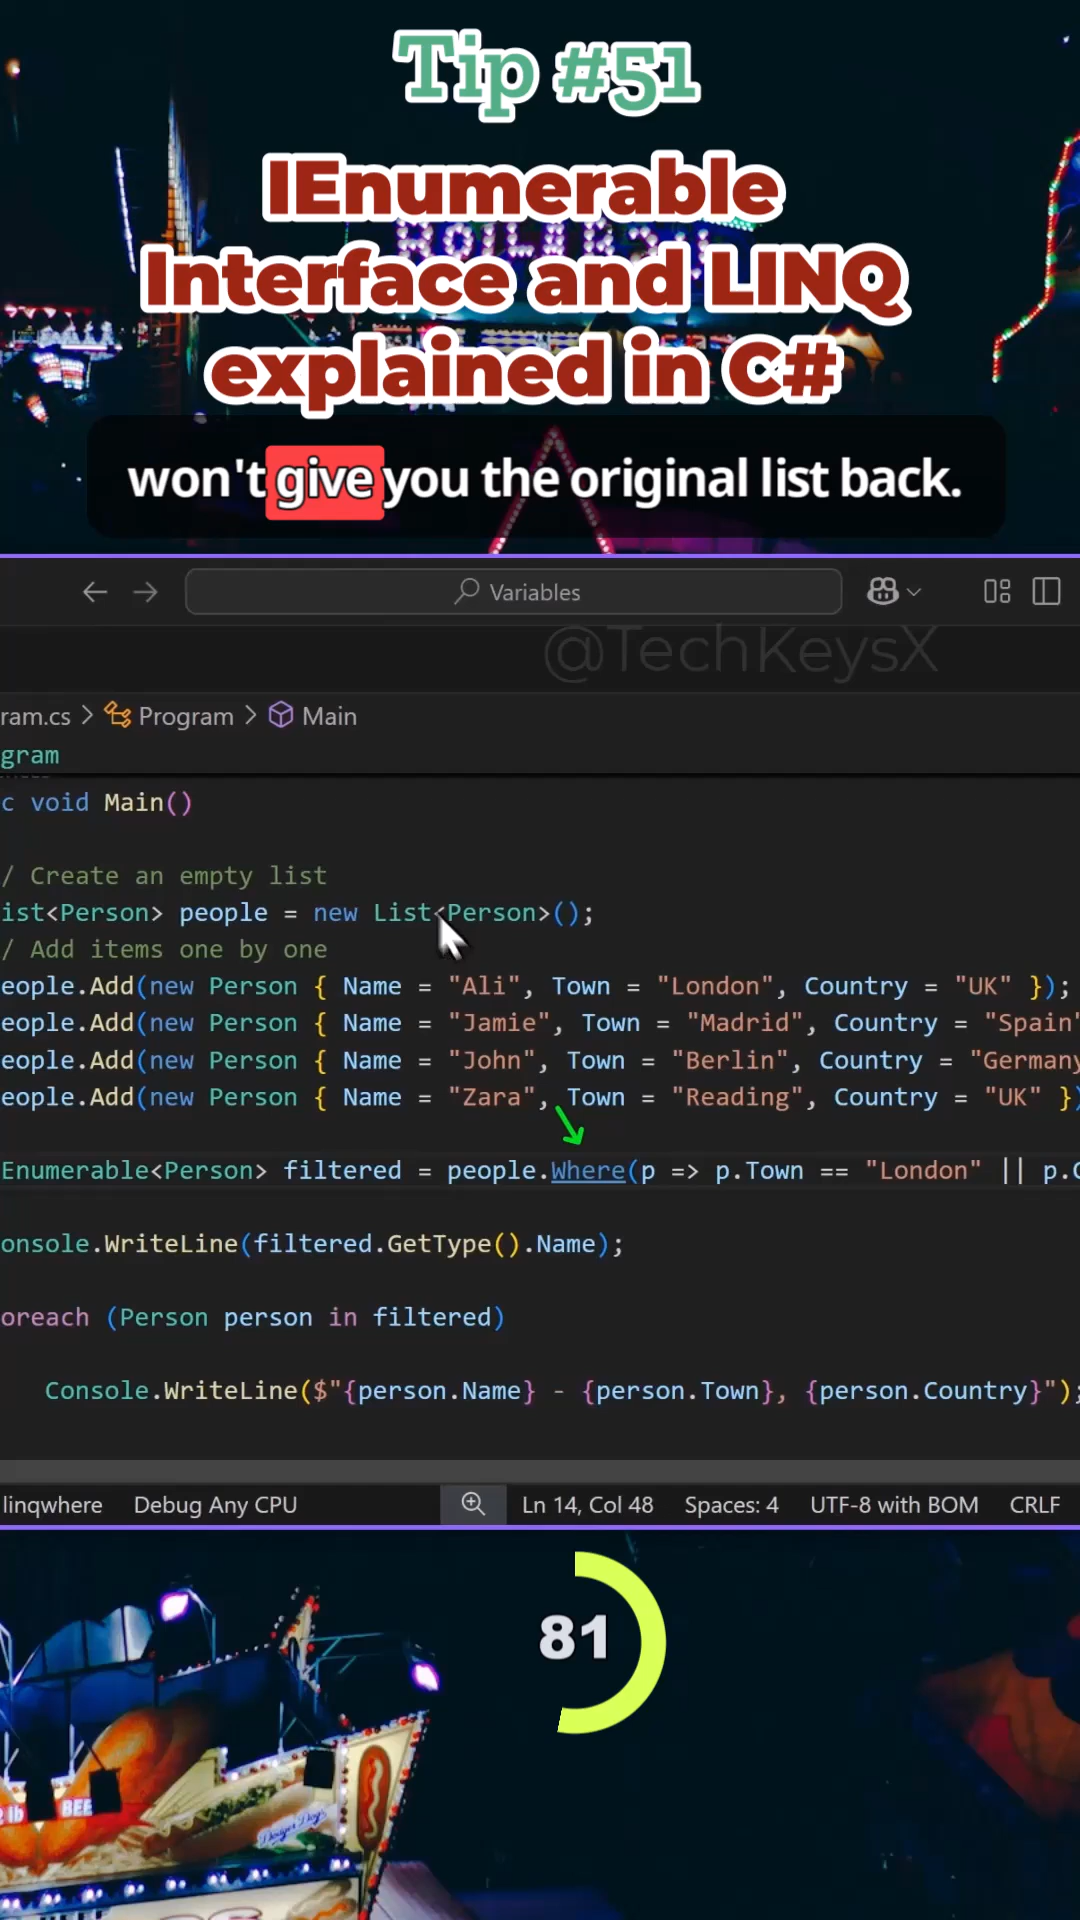 Tip #51
IEnumerable
Interface and LINQ
explained in C#
won't give you the original list back.
Variables
@TechKeysX
ram.cs > Program > Main
gram
c void Main()
/ Create an empty list
ist<Person> people = new List<Person>();
/ Add items one by one
eople.Add(new Person { Name = "Ali", Town = "London", Country = "UK" });
eople.Add(new Person { Name = "Jamie", Town = "Madrid", Country = "Spain"
eople.Add(new Person { Name = "John", Town = "Berlin", Country = "Germany
eople.Add(new Person { Name = "Zara", Town = "Reading", Country = "UK" })
Enumerable<Person> filtered = people.Where(p => p.Town == "London" || p.C
onsole.WriteLine(filtered.GetType().Name);
oreach (Person person in filtered)
Console.WriteLine($"{person.Name} - {person.Town}, {person.Country}");
linqwhere Debug Any CPU Ln 14, Col 48 Spaces: 4 UTF-8 with BOM CRLF
81
lb BEE